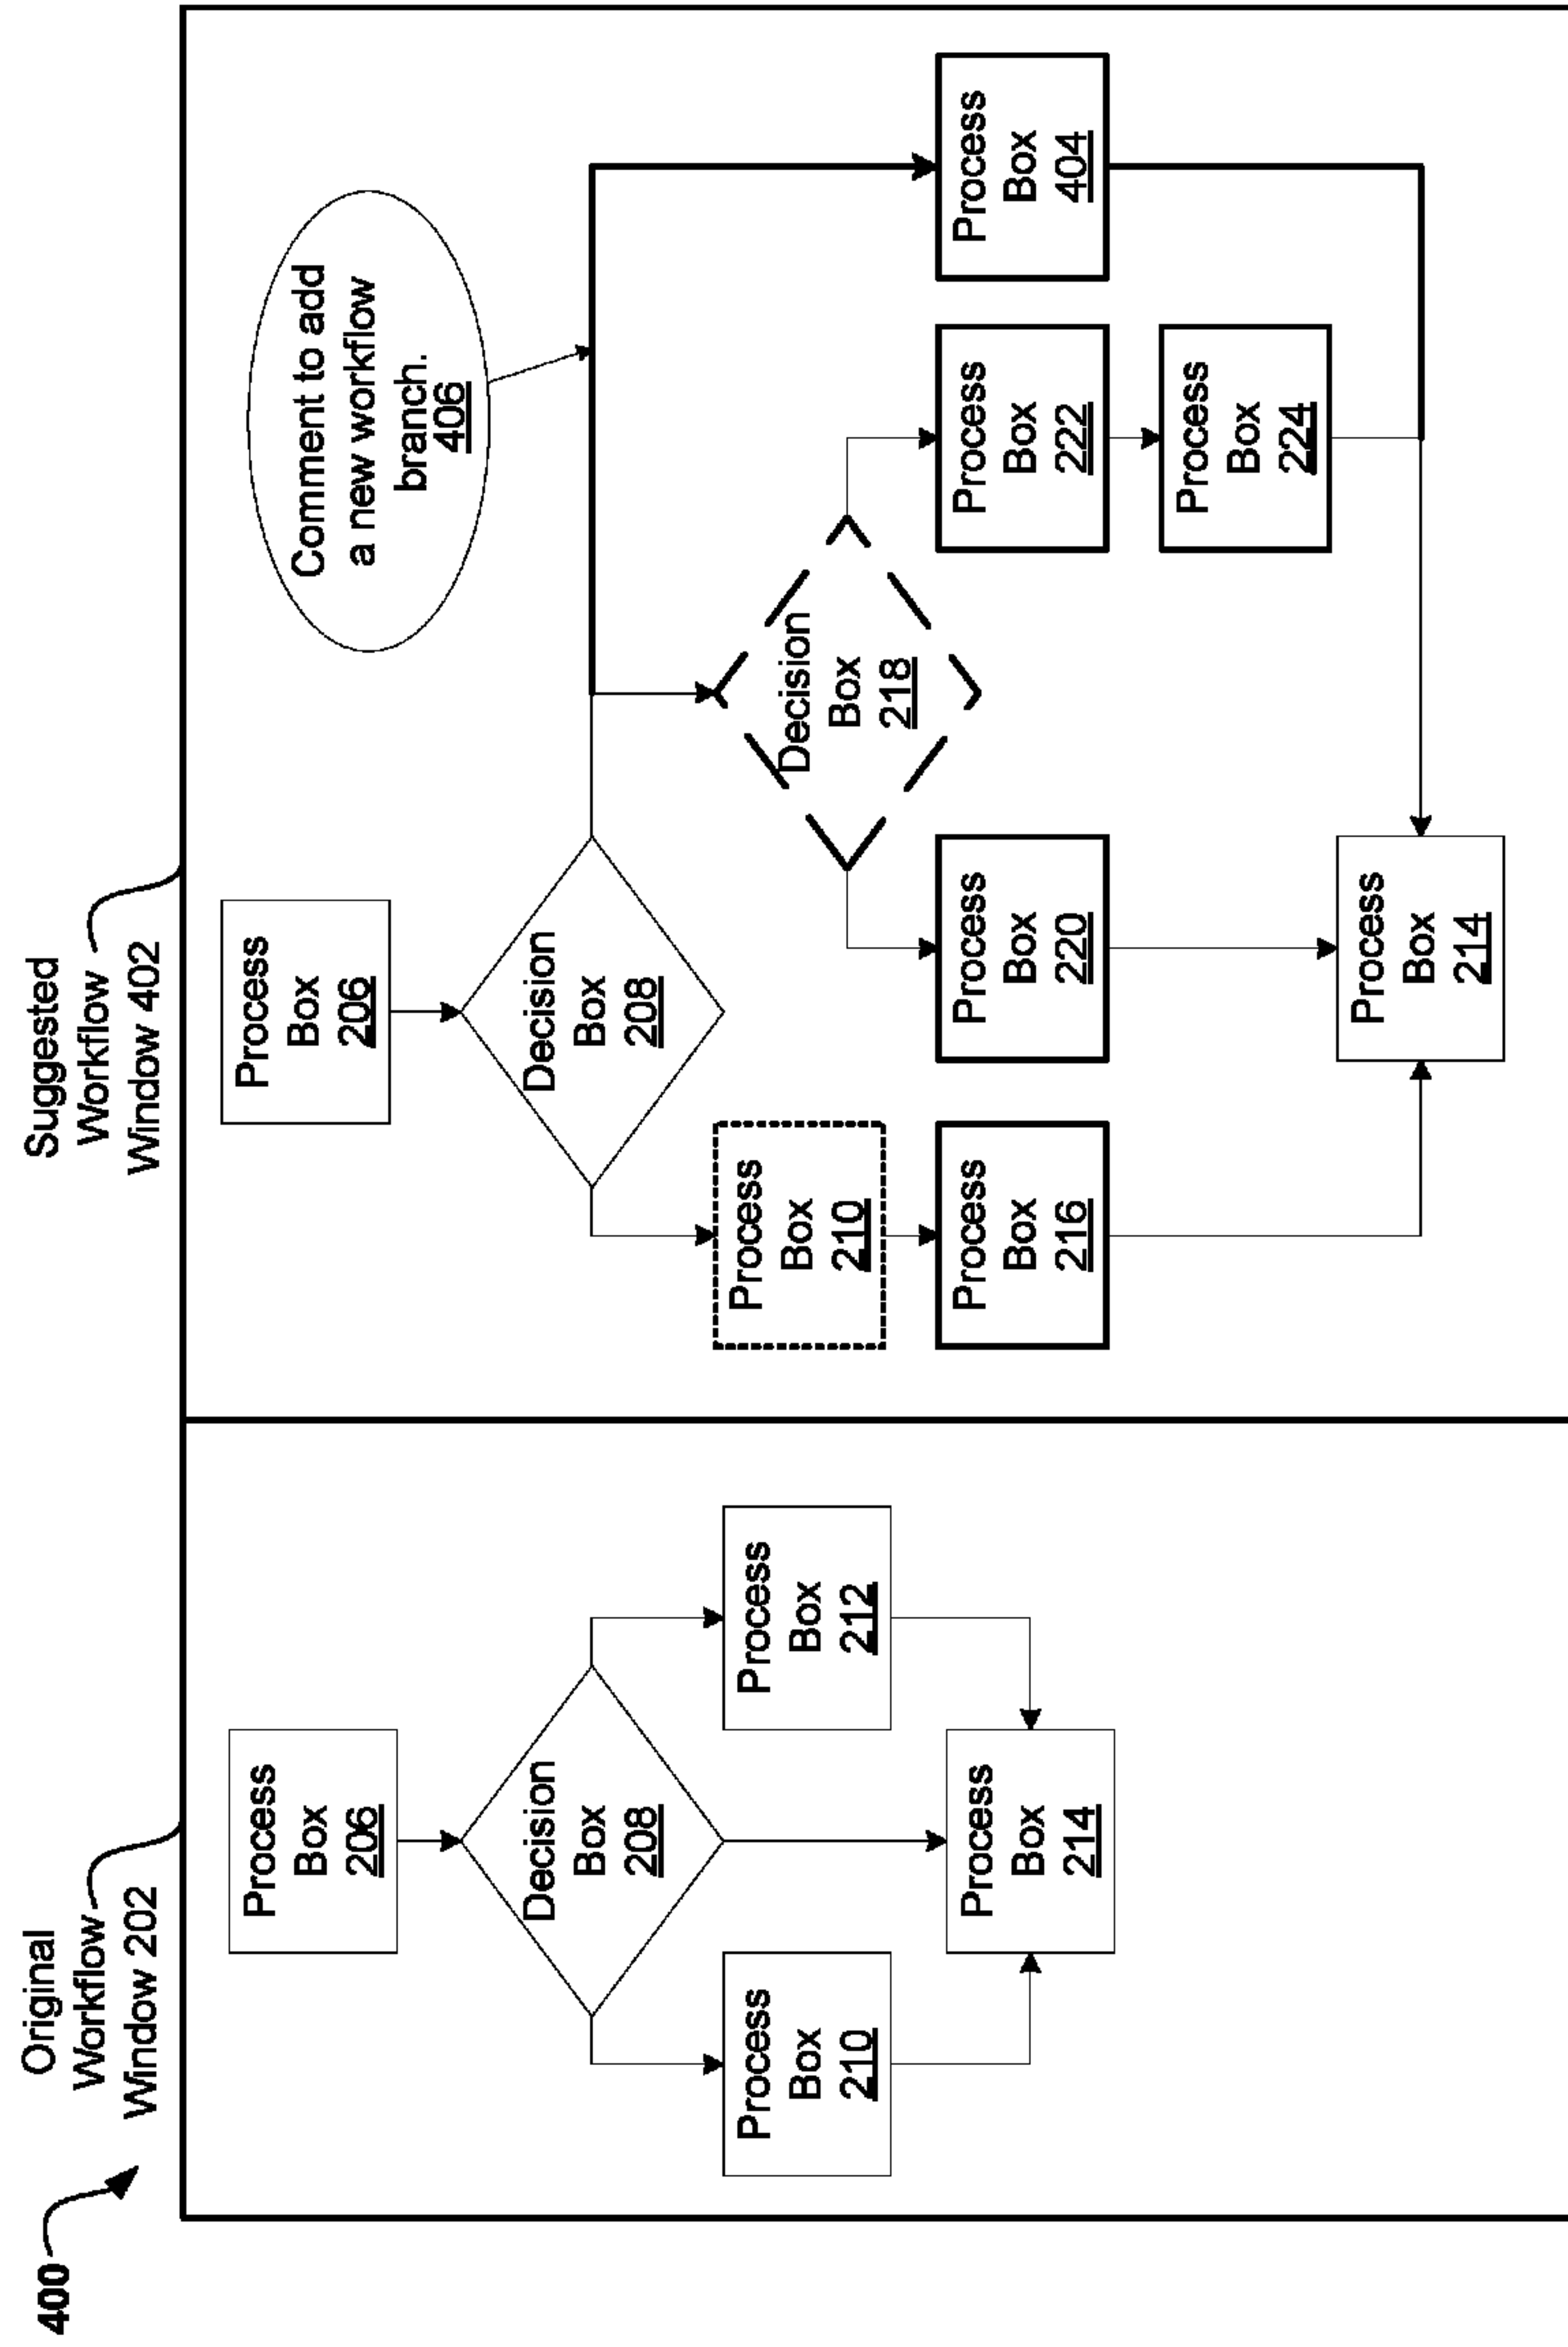 400
Original
Workflow
Window 202
Process
Box
206
Decision
Box
208
Process
Box
210
Process
Box
212
Process
Box
214
Suggested
Workflow
Window 402
Process
Box
206
Comment to add
a new workflow
branch.
406
Decision
Box
208
Process
Box
210
Decision
Box
218
Process
Box
216
Process
Box
220
Process
Box
222
Process
Box
404
Process
Box
224
Process
Box
214